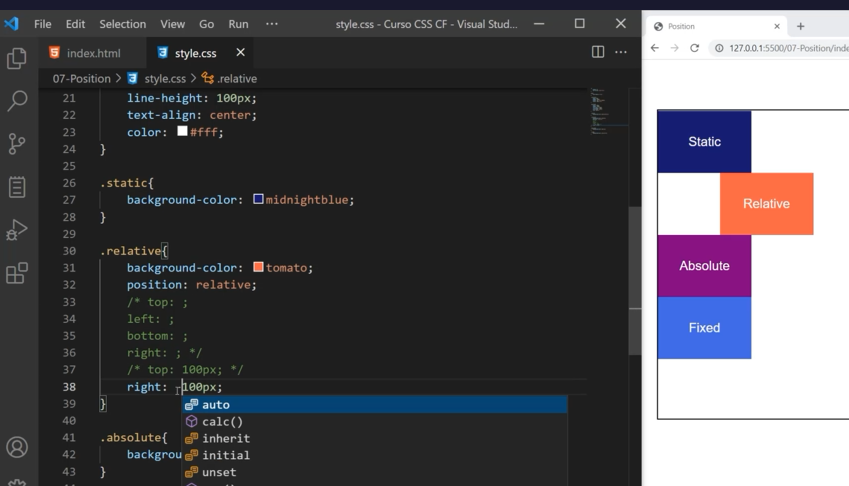 File Edit Selection View Go Run ··· style.css - Curso CSS CF - Visual Stud...
index.html style.css
07-Position > style.css > .relative
21 line-height: 100px;
22 text-align: center;
23 color: #fff;
24 }
25
26 .static{
27 background-color: midnightblue;
28 }
29
30 .relative{
31 background-color: tomato;
32 position: relative;
33 /* top: ;
34 left: ;
35 bottom: ;
36 right: ; */
37 /* top: 100px; */
38 right: 100px;
39 }
40
41 .absolute{
42 backgrou
43 }
auto
calc()
inherit
initial
unset
Position
127.0.0.1:5500/07-Position/inde
Static
Relative
Absolute
Fixed